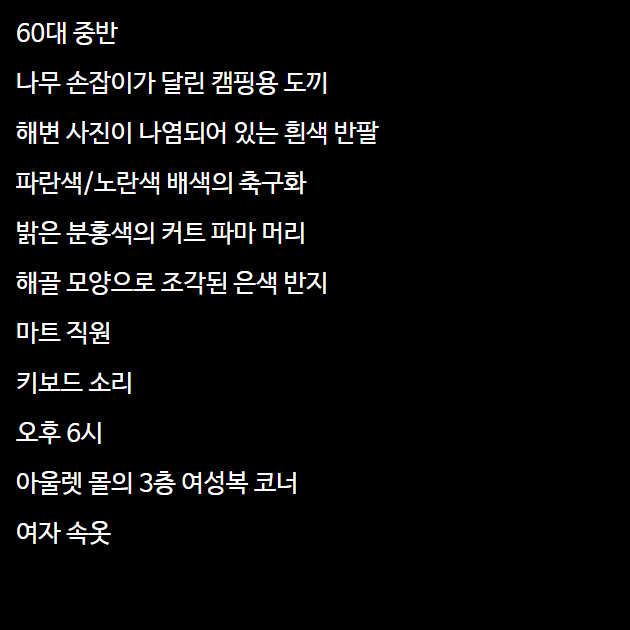 60대 중반
나무 손잡이가 달린 캠핑용 도끼
해변 사진이 나염되어 있는 흰색 반팔
파란색/노란색 배색의 축구화
밝은 분홍색의 커트 파마 머리
해골 모양으로 조각된 은색 반지
마트 직원
키보드 소리
오후 6시
아울렛 몰의 3층 여성복 코너
여자 속옷